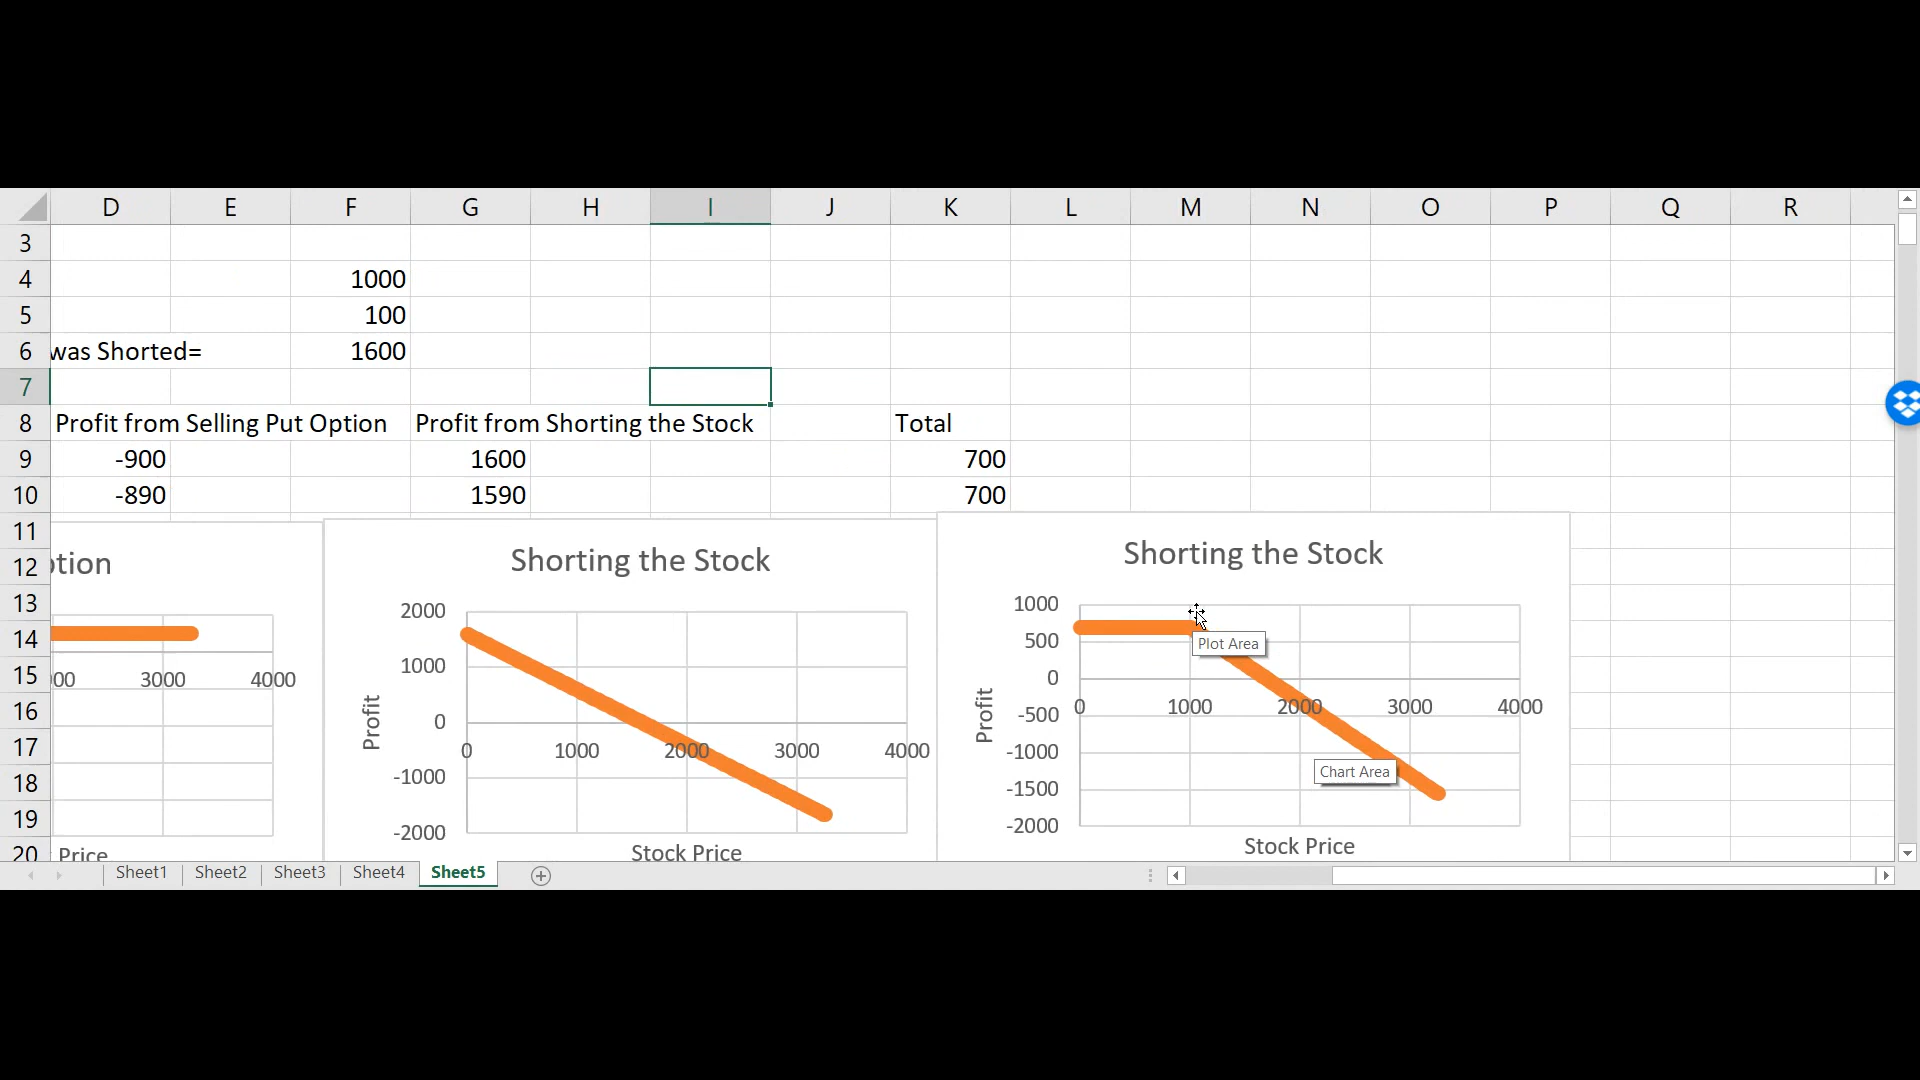 D E F G H I J K L M N O P Q R
3
4 1000
5 100
6 was Shorted= 1600
7
8 Profit from Selling Put Option Profit from Shorting the Stock Total
9 -900 1600 700
10 -890 1590 700
11
12
13
14
15
16
17
18
19
20
3000 4000
Price
Shorting the Stock
2000
1000
0
-1000
-2000
0 1000 2000 3000 4000
Profit
Stock Price
Shorting the Stock
1000
500
0
-500
-1000
-1500
-2000
0 1000 2000 3000 4000
Profit
Stock Price
Plot Area
Chart Area
Sheet1 Sheet2 Sheet3 Sheet4 Sheet5